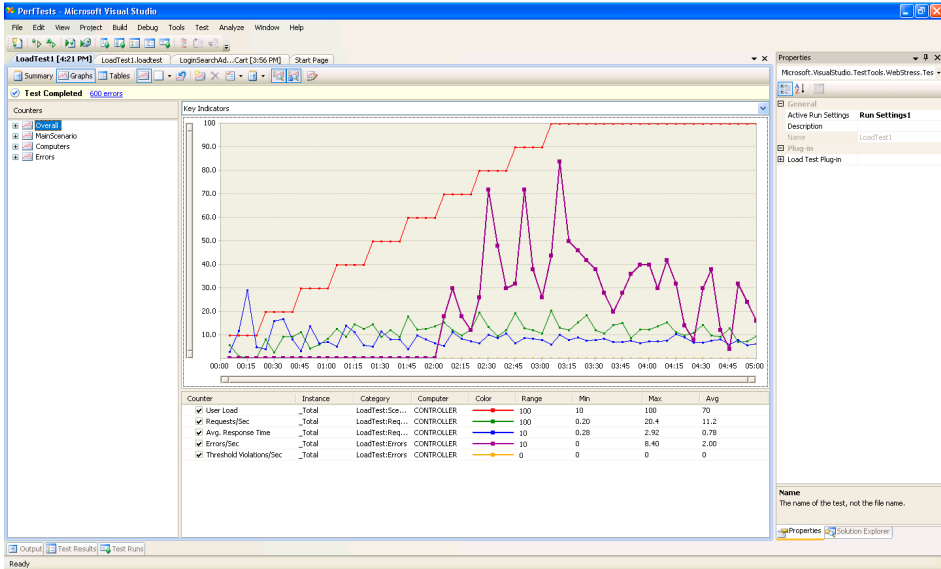 PerfTests - Microsoft Visual Studio
File Edit View Project Build Debug Tools Test Analyze Window Help
LoadTest1 [4:21 PM] LoadTest1.loadtest LoginSearchAd...Cart [3:56 PM] Start Page
Summary Graphs Tables
Test Completed 600 errors
Counters
Overall
MainScenario
Computers
Errors
Key Indicators
100
90.0
80.0
70.0
60.0
50.0
40.0
30.0
20.0
10.0
00:00 00:15 00:30 00:45 01:00 01:15 01:30 01:45 02:00 02:15 02:30 02:45 03:00 03:15 03:30 03:45 04:00 04:15 04:30 04:45 05:00
Counter Instance Category Computer Color Range Min Max Avg
User Load _Total LoadTest:Sce... CONTROLLER 100 10 100 70
Requests/Sec _Total LoadTest:Req... CONTROLLER 100 0.20 20.4 11.2
Avg. Response Time _Total LoadTest:Req... CONTROLLER 10 0.28 2.92 0.78
Errors/Sec _Total LoadTest:Errors CONTROLLER 10 0 8.40 2.00
Threshold Violations/Sec _Total LoadTest:Errors CONTROLLER 0 0 0 0
Properties
Microsoft.VisualStudio.TestTools.WebStress.Tes
General
Active Run Settings Run Settings1
Description
Name LoadTest1
Plug-in
Load Test Plug-in
Name
The name of the test, not the file name.
Properties Solution Explorer
Output Test Results Test Runs
Ready